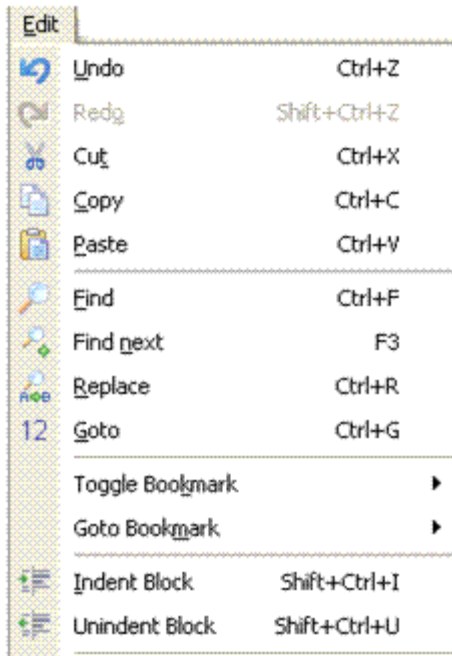 Edit
Undo Ctrl+Z
Redo Shift+Ctrl+Z
Cut Ctrl+X
Copy Ctrl+C
Paste Ctrl+V
Find Ctrl+F
Find next F3
A B Replace Ctrl+R
12 Goto Ctrl+G
Toggle Bookmark
Goto Bookmark
Indent Block Shift+Ctrl+I
Unindent Block Shift+Ctrl+U